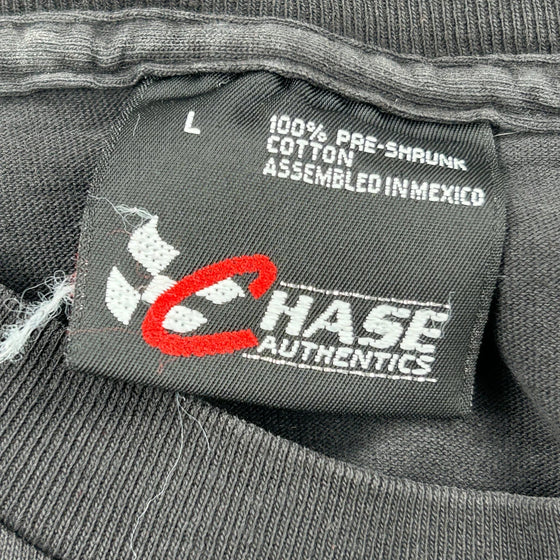 L
100% PRE-SHRUNK
COTTON
ASSEMBLED IN MEXICO
CHASE
AUTHENTICS